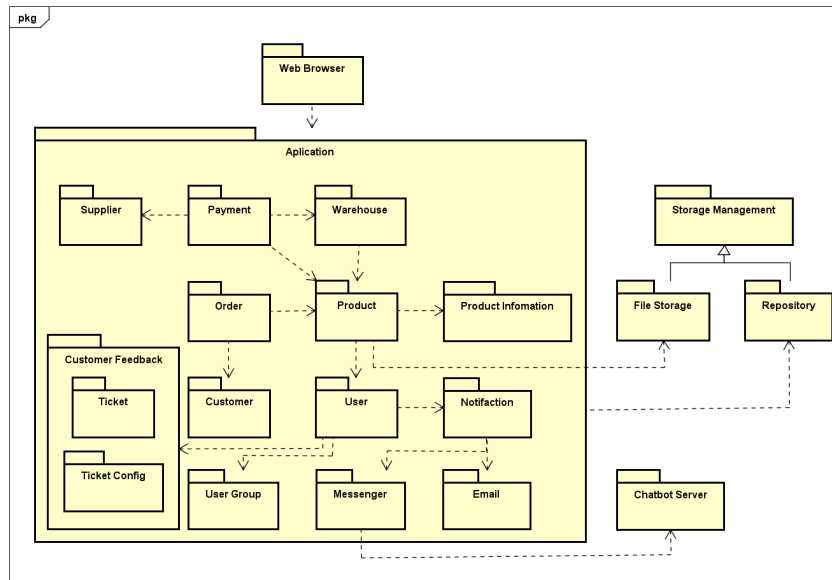 pkg
Web Browser
Aplication
Supplier
Payment
Warehouse
Storage Management
Order
Product
Product Infomation
File Storage
Repository
Customer Feedback
Ticket
Customer
User
Notifaction
Ticket Config
User Group
Messenger
Email
Chatbot Server